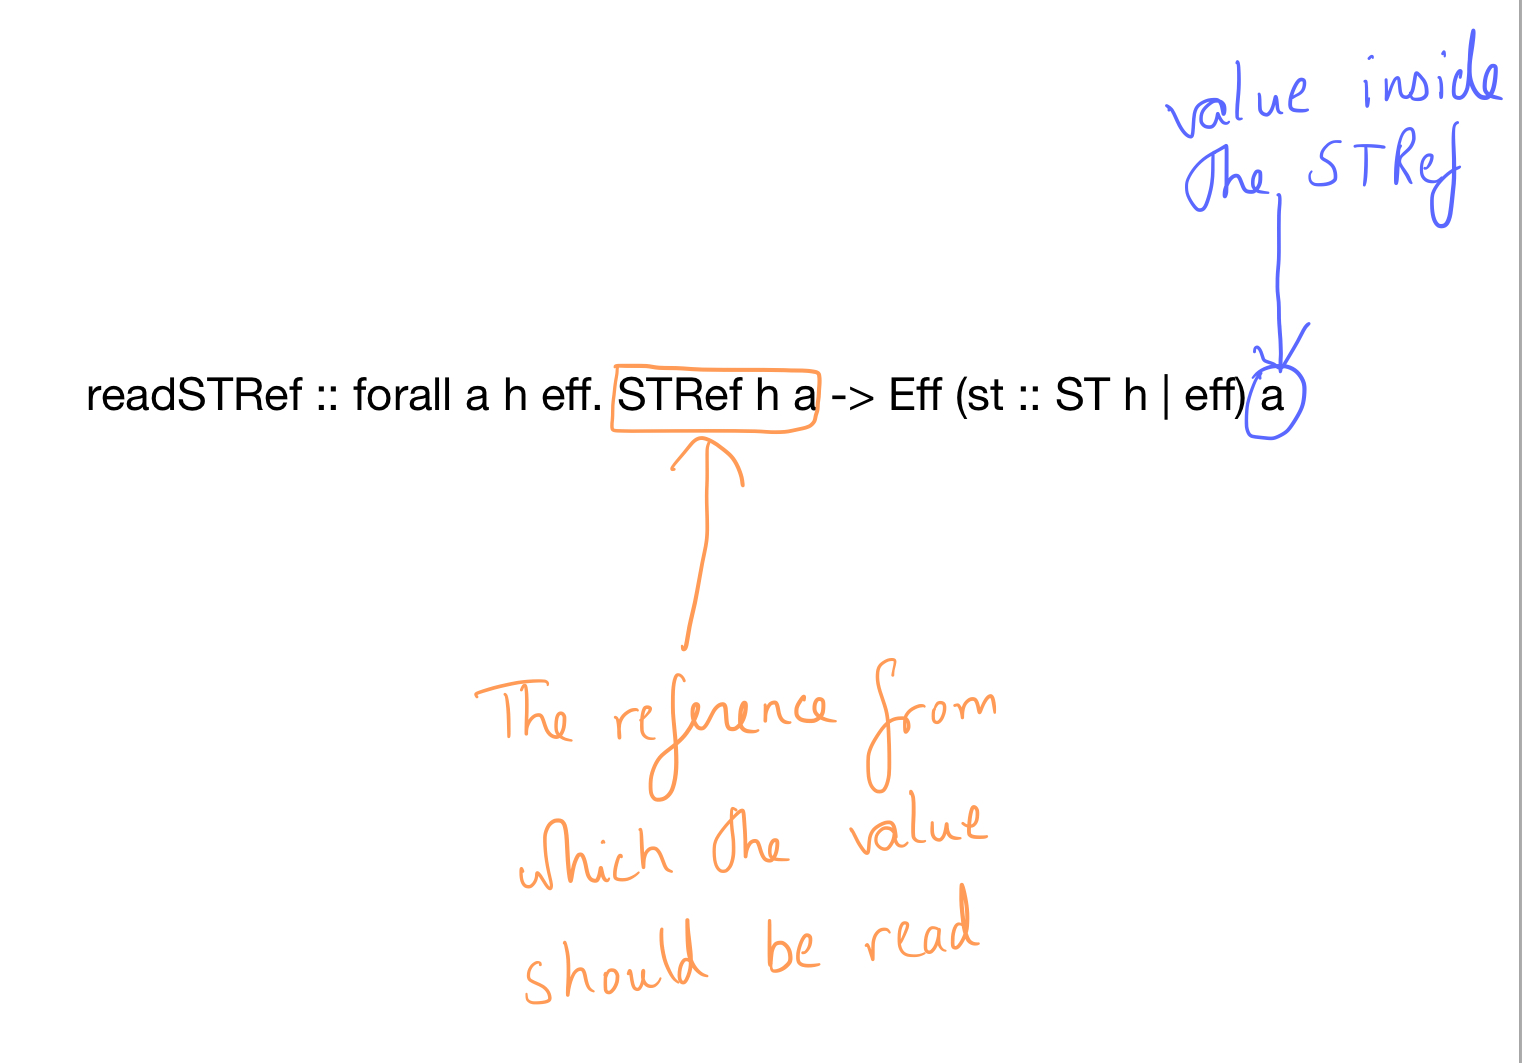 value inside
the STRef
readSTRef :: forall a h eff. STRef h a -> Eff (st :: ST h | eff) a
The reference from
which the value
should be read